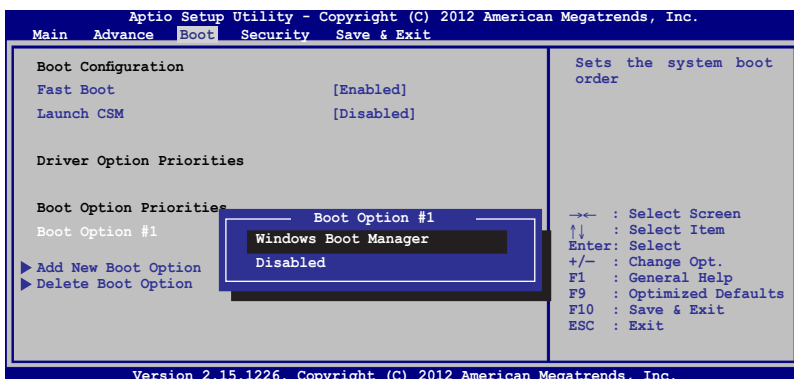 Aptio Setup Utility - Copyright (C) 2012 American Megatrends, Inc.
Main Advance Boot Security Save & Exit
Boot Configuration
Fast Boot [Enabled]
Launch CSM [Disabled]
Driver Option Priorities
Boot Option Priorities
Boot Option #1
Add New Boot Option
Delete Boot Option
Boot Option #1
Windows Boot Manager
Disabled
Sets the system boot
order
→← : Select Screen
↑↓ : Select Item
Enter: Select
+/— : Change Opt.
F1 : General Help
F9 : Optimized Defaults
F10 : Save & Exit
ESC : Exit
Version 2.15.1226. Copyright (C) 2012 American Megatrends, Inc.